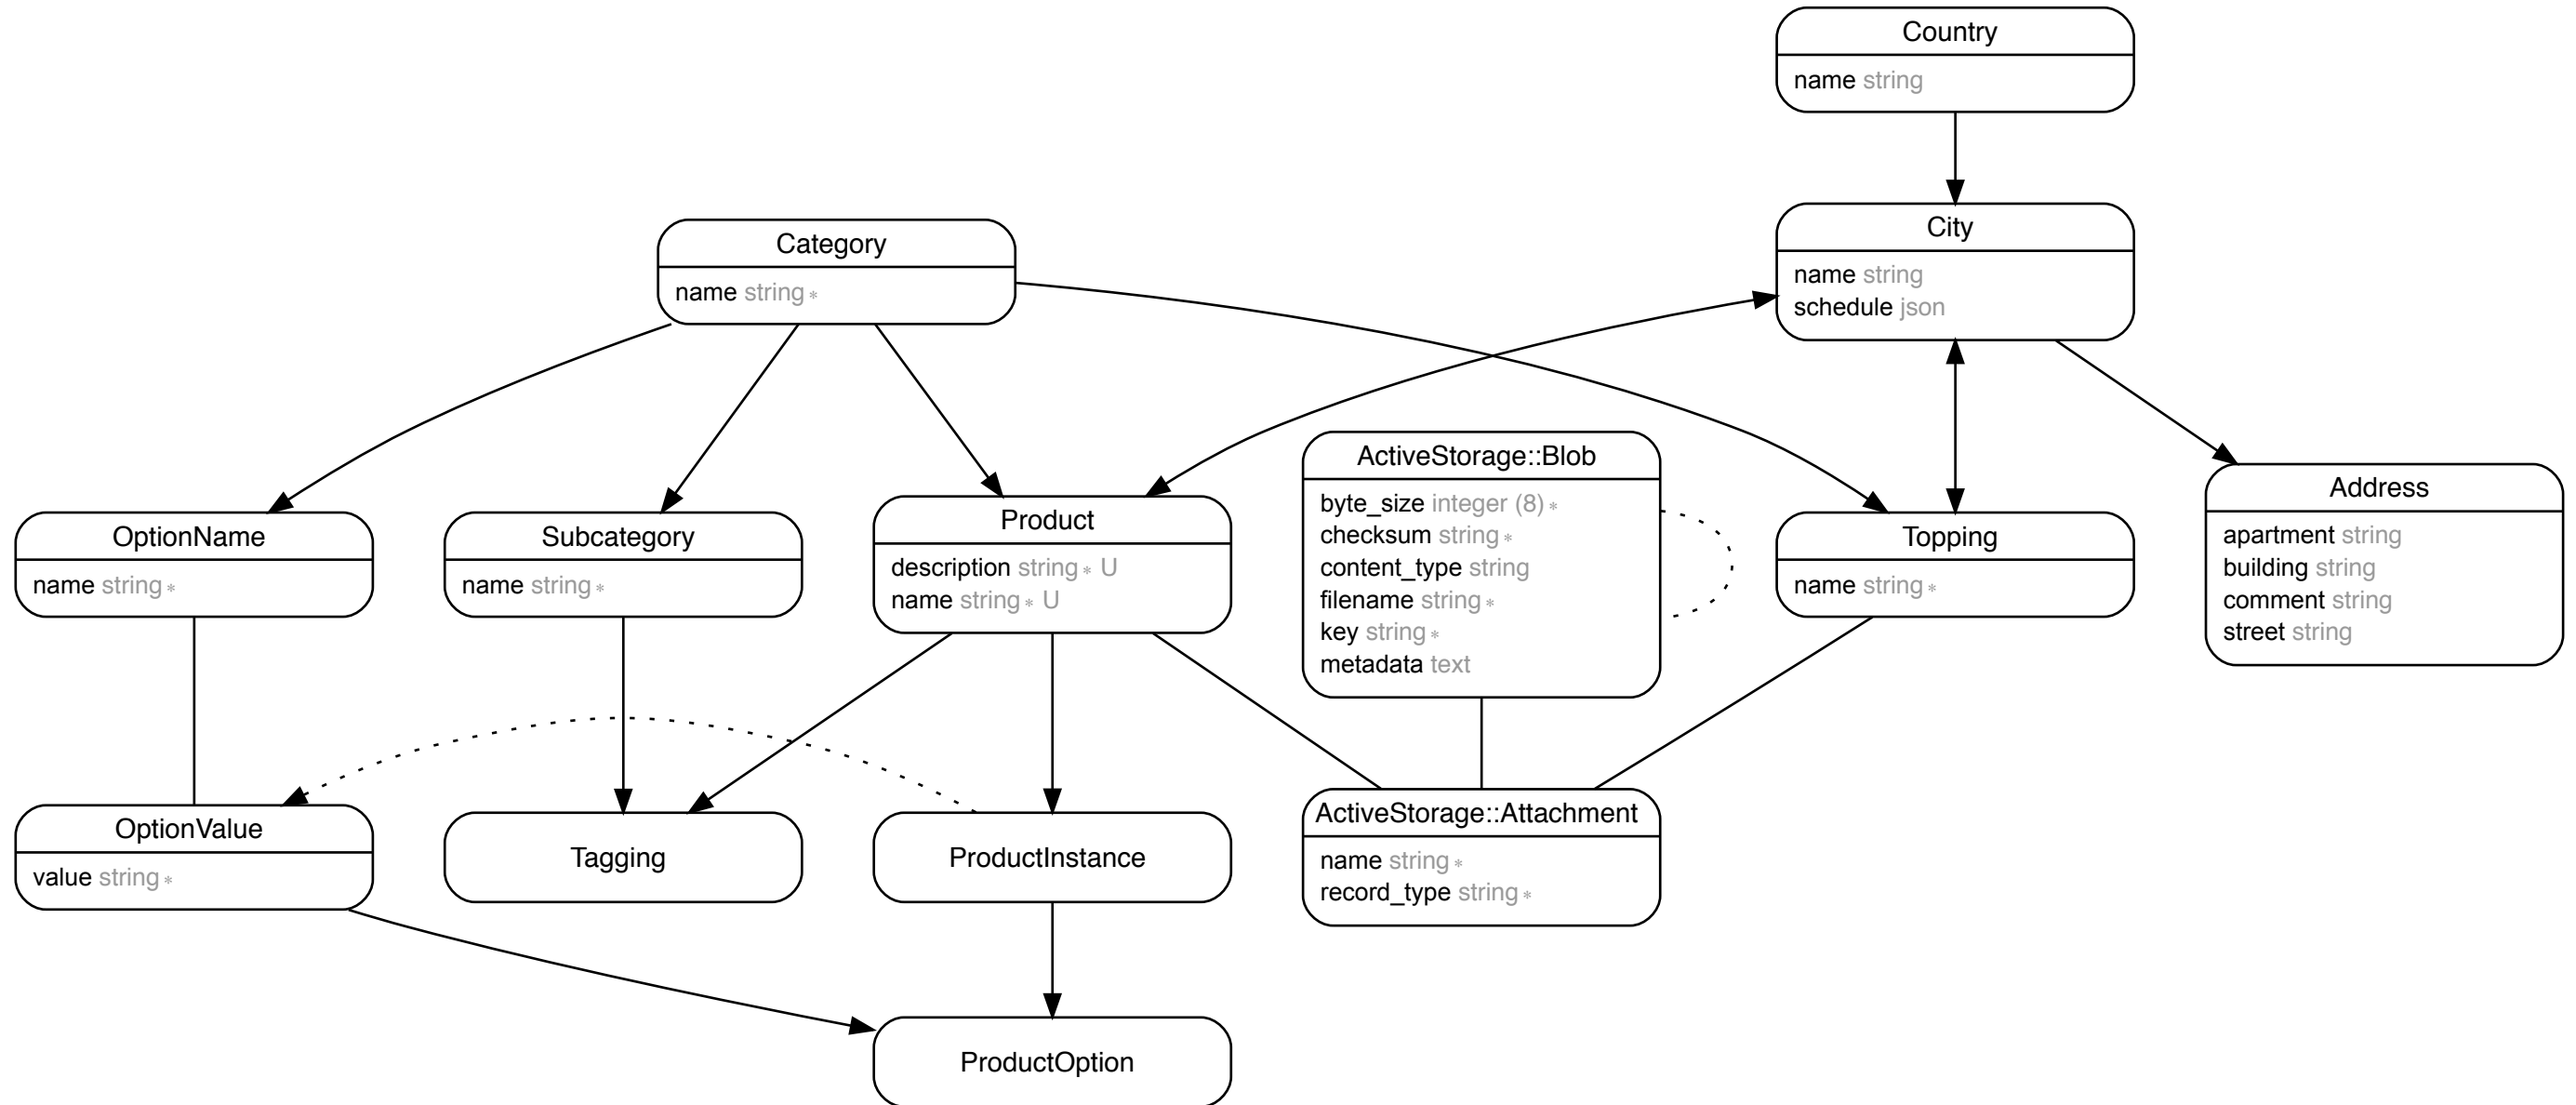 Country
name string
City
name string
schedule json
Category
name string∗
ActiveStorage::Blob
byte_size integer (8)∗
checksum string∗
content_type string
filename string∗
key string∗
metadata text
Address
apartment string
building string
comment string
street string
OptionName
name string∗
Subcategory
name string∗
Product
description string∗ U
name string∗ U
Topping
name string∗
OptionValue
value string∗
Tagging
ProductInstance
ActiveStorage::Attachment
name string∗
record_type string∗
ProductOption